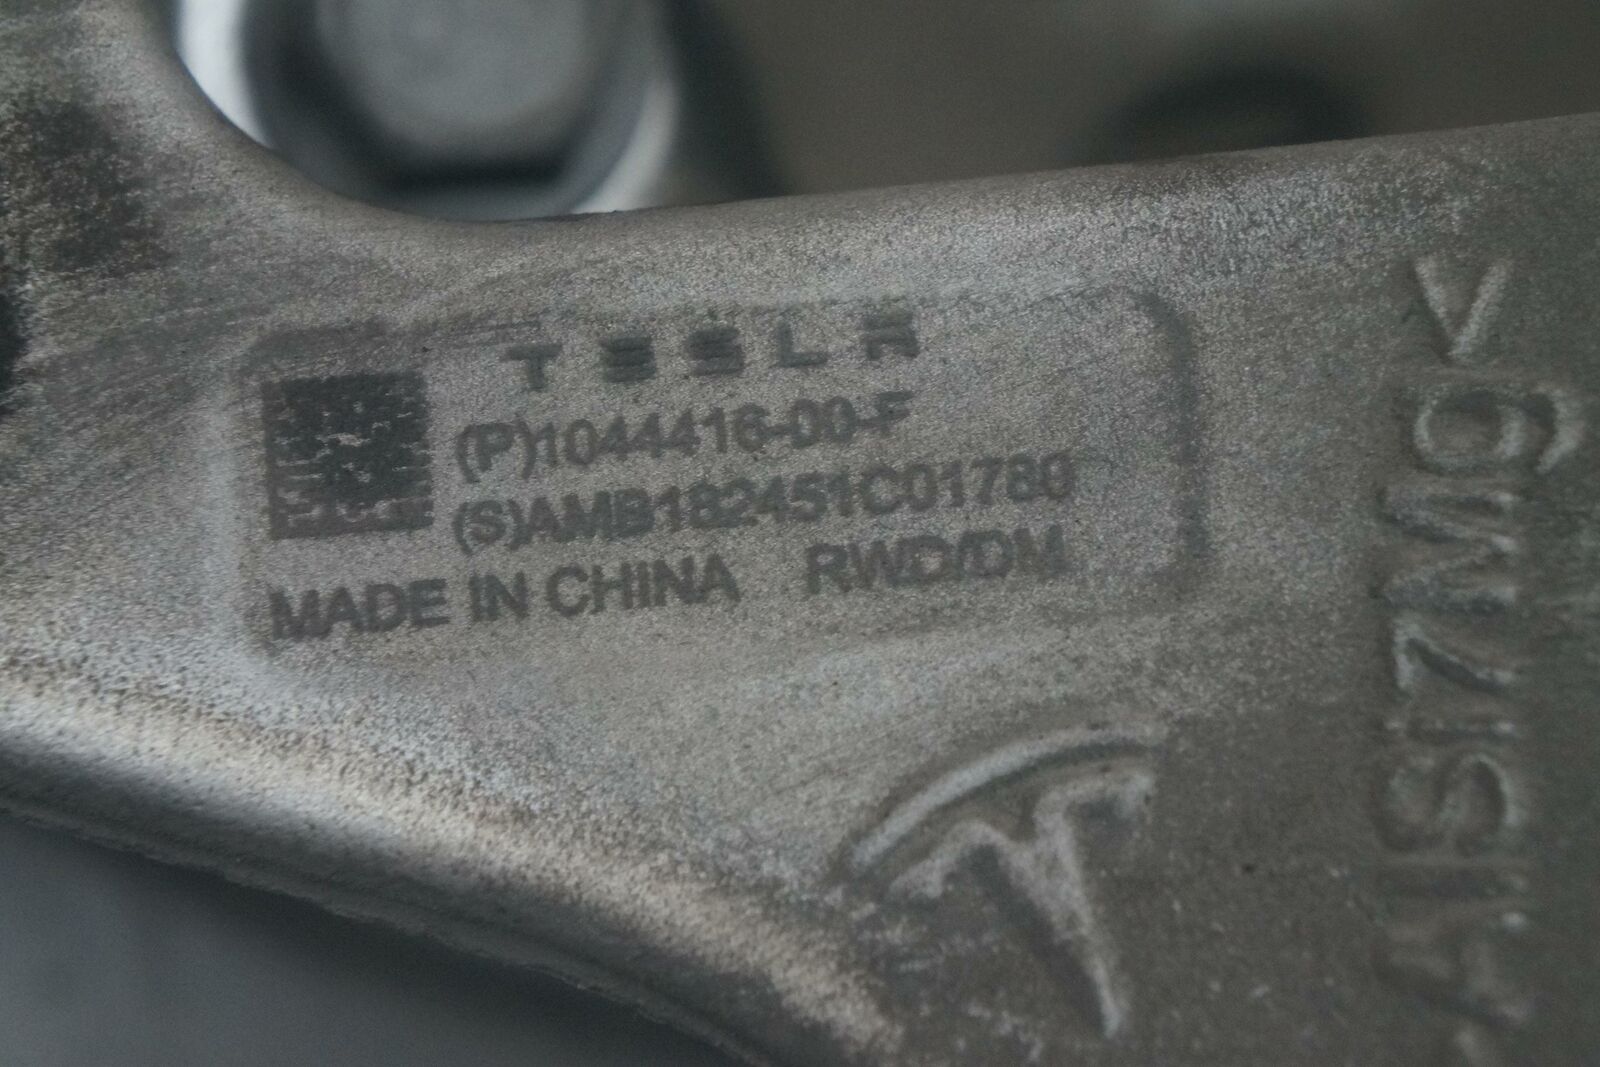 TESLA
(P)1044416-00-F
(S)AMB182451C01780
MADE IN CHINA RWD/DM
AlSi7Mg<